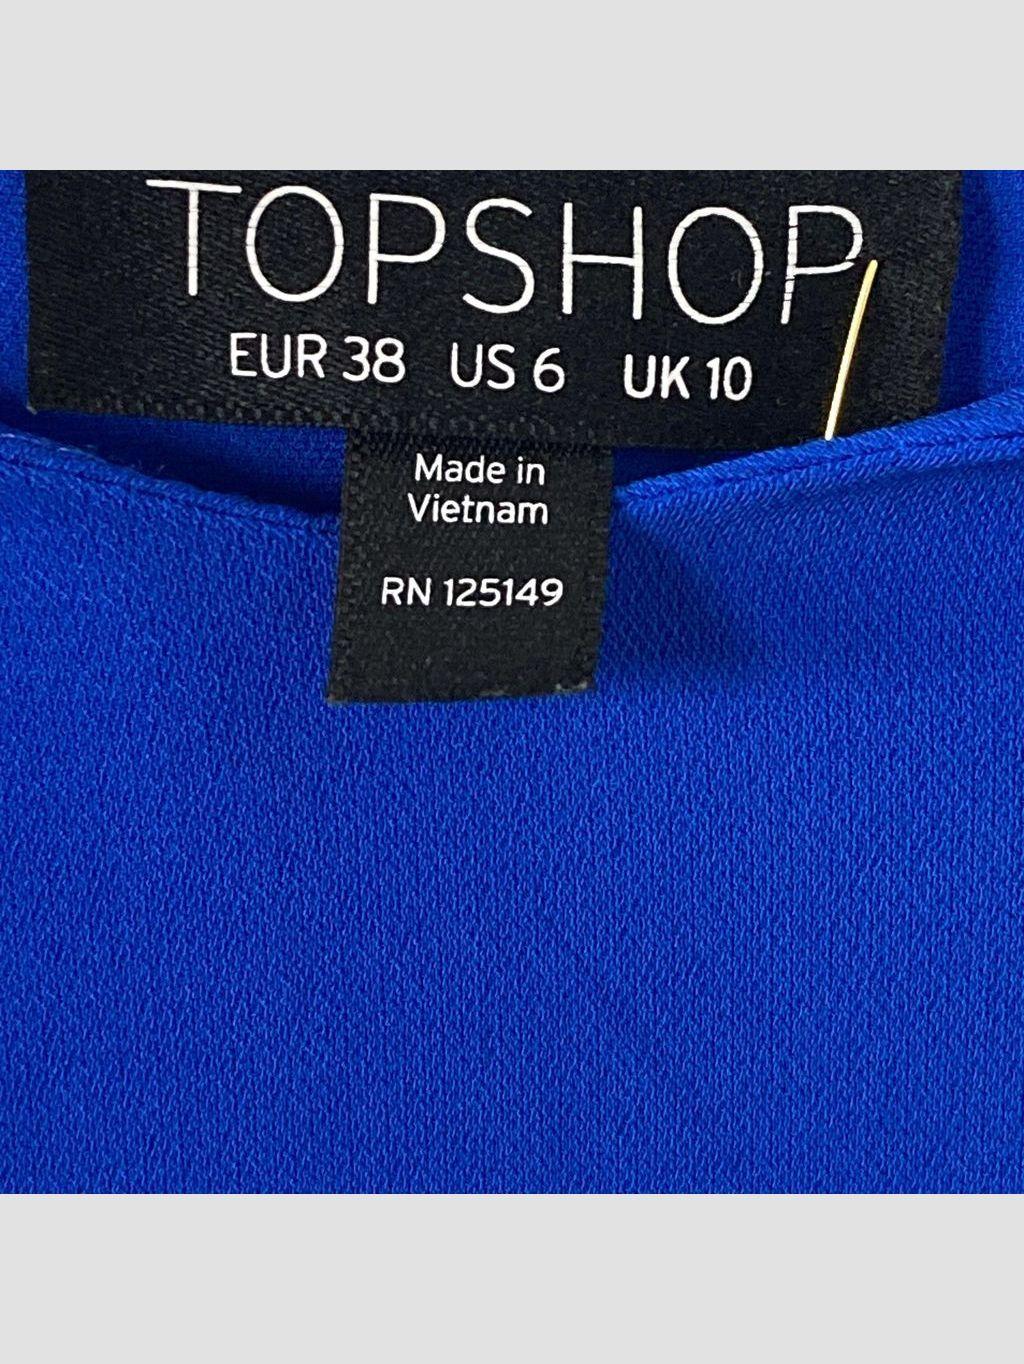 TOPSHOP
EUR 38 US 6 UK 10
Made in
Vietnam
RN 125149